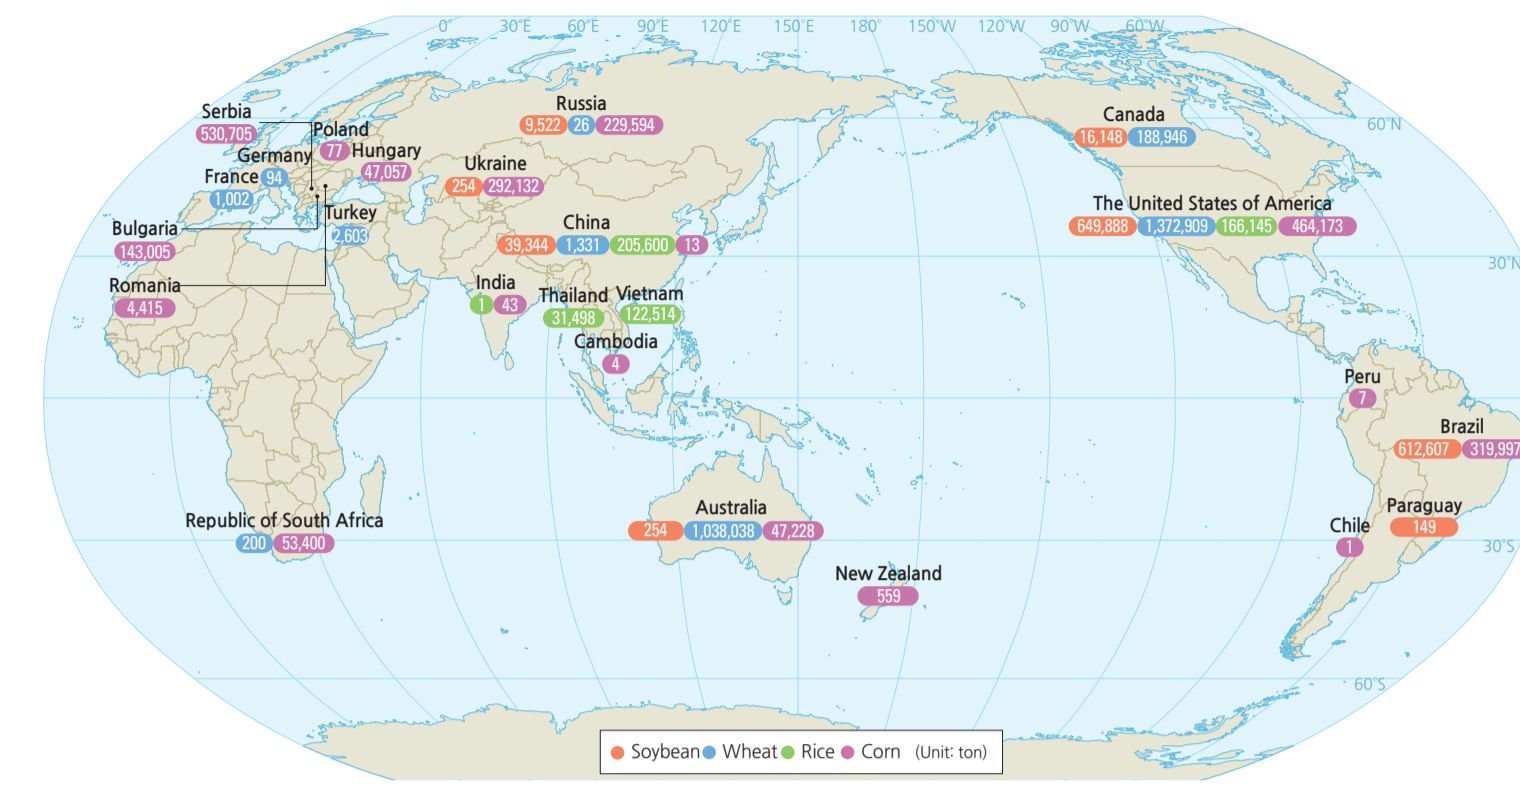 0° 30°E 60°E 90°E 120°E 150°E 180° 150°W 120°W 90°W 60°W
60°N
30°N
30°S
60°S
Serbia
530,705
Poland
77
Germany
94
Hungary
47,057
France
1,002
Bulgaria
143,005
Turkey
2,603
Romania
4,415
Russia
9,522 26 229,594
Ukraine
254 292,132
China
39,344 1,331 205,600 13
India
1 43
Thailand
31,498
Vietnam
122,514
Cambodia
4
Republic of South Africa
200 53,400
Australia
254 1,038,038 47,228
New Zealand
559
Canada
16,148 188,946
The United States of America
649,888 1,372,909 166,145 464,173
Peru
7
Brazil
612,607 319,997
Paraguay
149
Chile
1
Soybean Wheat Rice Corn (Unit: ton)